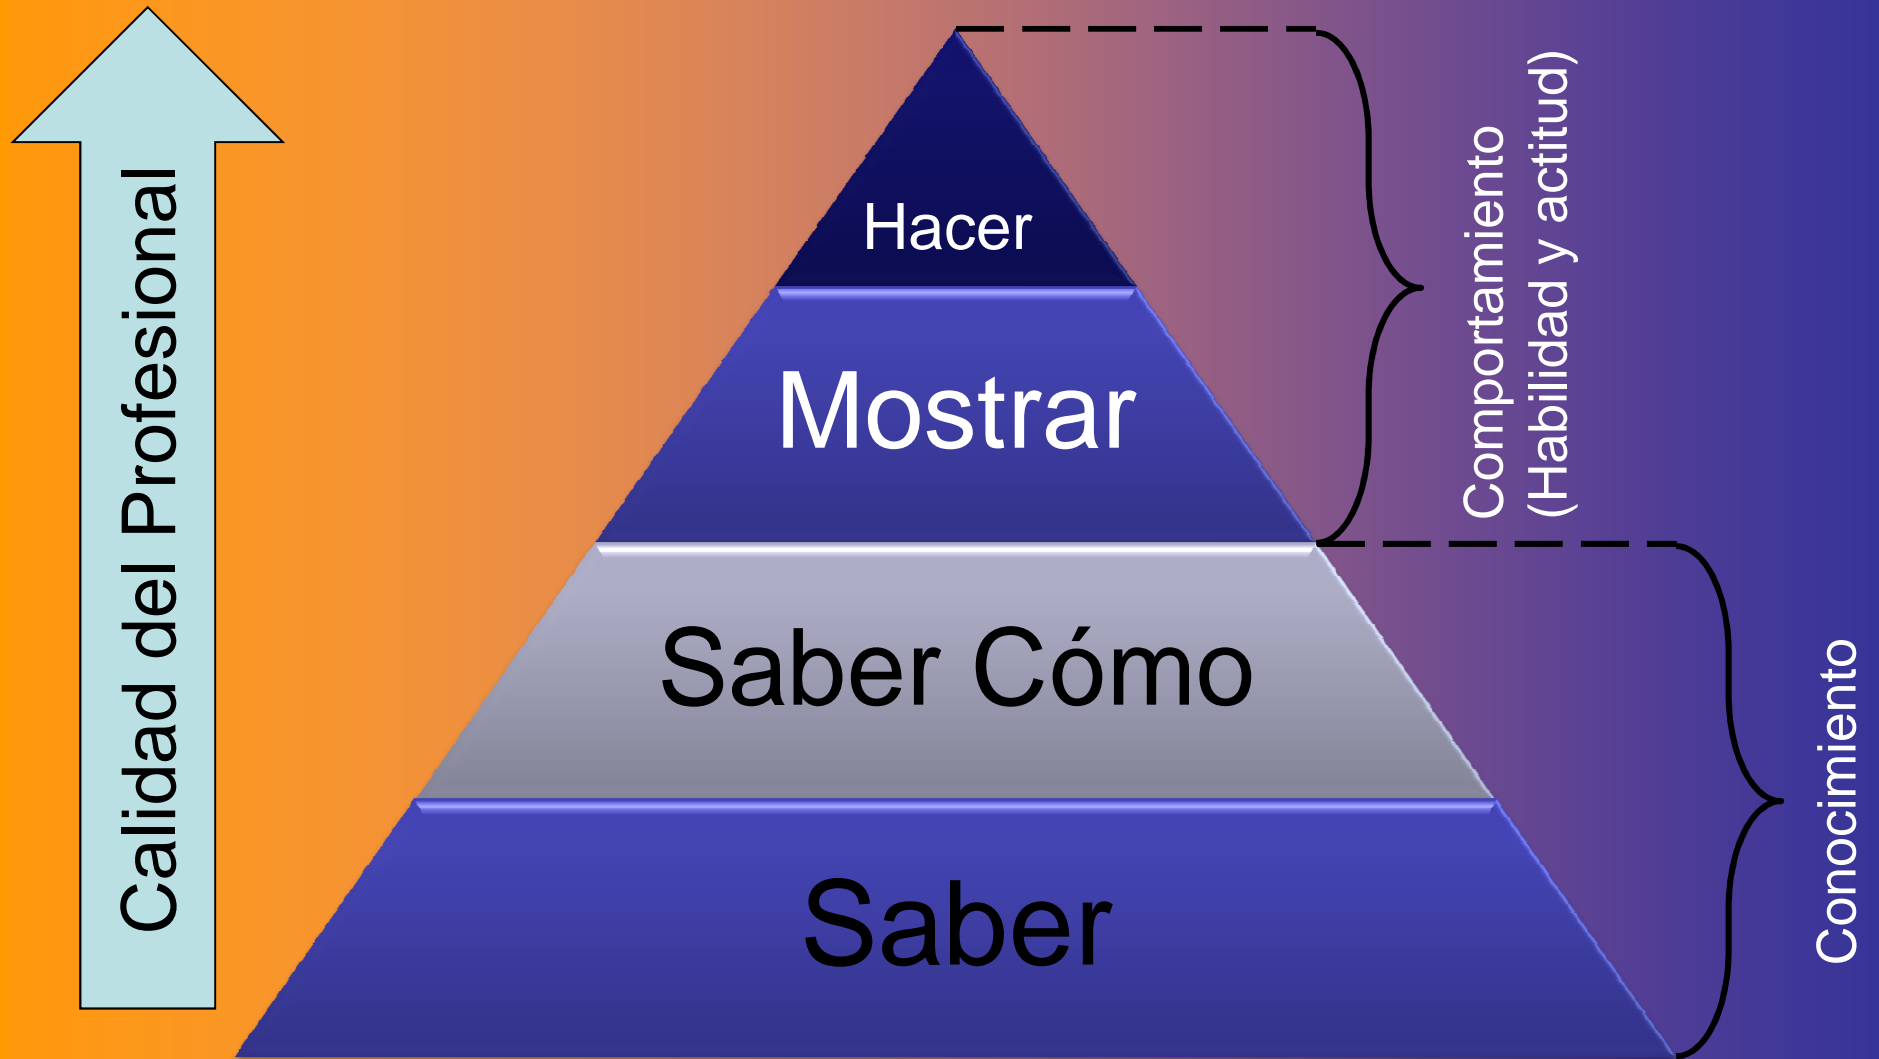 Calidad del Profesional
Hacer
Mostrar
Saber Cómo
Saber
Comportamiento
(Habilidad y actitud)
Conocimiento